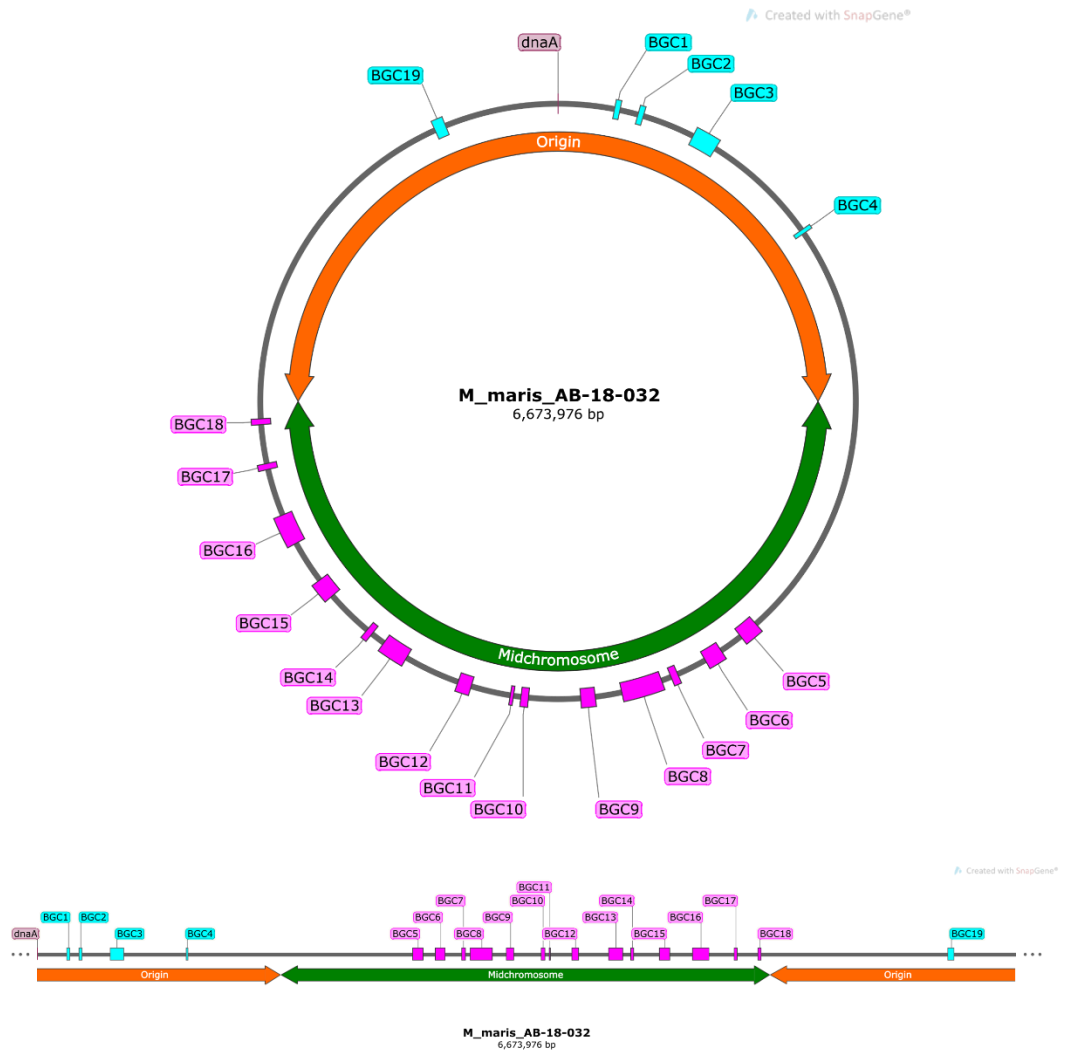 Created with SnapGene®
dnaA
BGC1
BGC2
BGC3
BGC19
Origin
BGC4
M_maris_AB-18-032
6,673,976 bp
BGC18
BGC17
BGC16
BGC15
BGC14
BGC13
BGC12
BGC11
BGC10
Midchromosome
BGC5
BGC6
BGC7
BGC8
BGC9
Created with SnapGene®
BGC11
BGC7
BGC10
BGC14
BGC17
BGC1
BGC2
BGC6
BGC9
BGC13
BGC16
dnaA
BGC3
BGC4
BGC5
BGC8
BGC12
BGC15
BGC18
BGC19
Origin
Midchromosome
Origin
M_maris_AB-18-032
6,673,976 bp